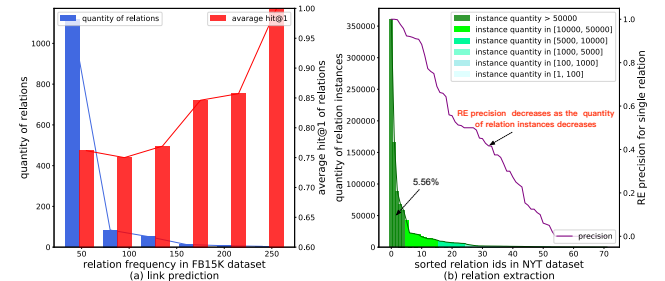 quantity of relations
avarage hit@1
1.00
0.95
0.90
0.85
0.80
0.75
0.70
0.65
0.60
1000
800
600
400
200
0
quantity of relations
average hit@1 of relations
50 100 150 200 250
relation frequency in FB15K dataset
(a) link prediction
instance quantity > 50000
instance quantity in [10000, 50000]
instance quantity in [5000, 10000]
instance quantity in [1000, 5000]
instance quantity in [100, 1000]
instance quantity in [1, 100]
350000
300000
250000
200000
150000
100000
50000
0
quantity of relation instances
RE precision decreases as the quantity
of relation instances decreases
5.56%
precision
1.0
0.8
0.6
0.4
0.2
0.0
RE precision for single relation
0 10 20 30 40 50 60 70
sorted relation ids in NYT dataset
(b) relation extraction